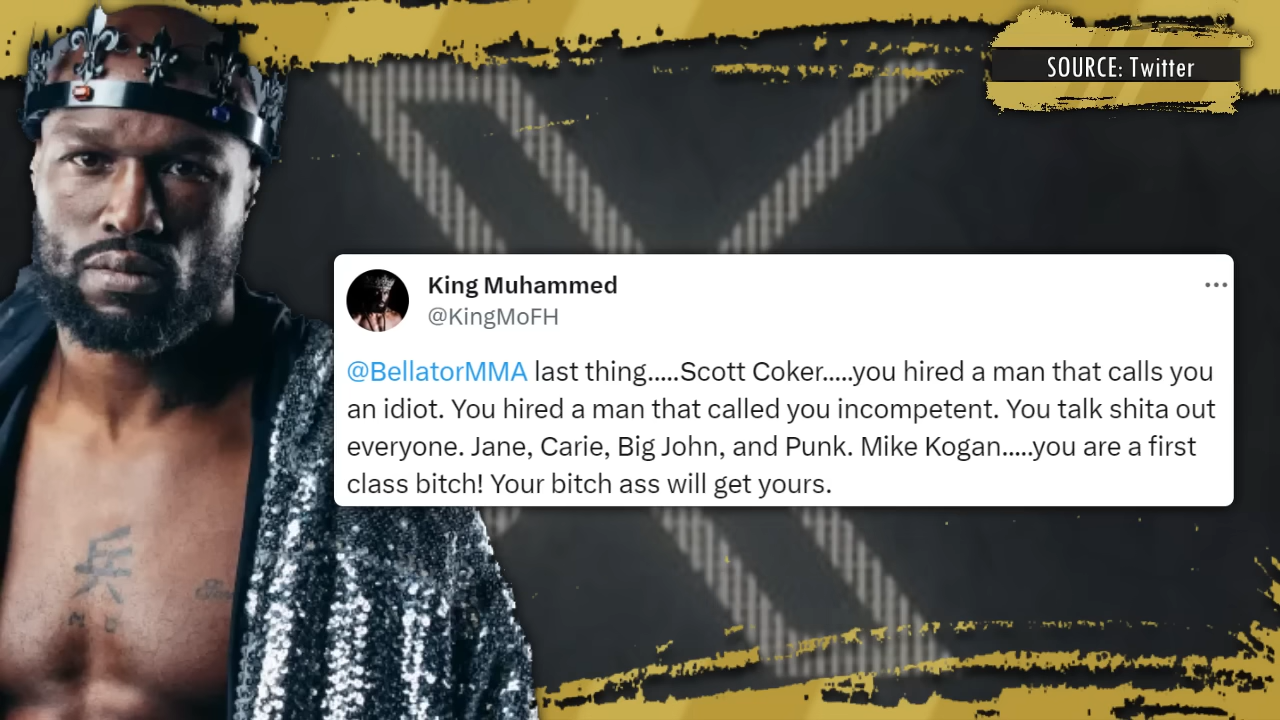 SOURCE: Twitter
King Muhammed
@KingMoFH
@BellatorMMA last thing.....Scott Coker.....you hired a man that calls you
an idiot. You hired a man that called you incompetent. You talk shita out
everyone. Jane, Carie, Big John, and Punk. Mike Kogan.....you are a first
class bitch! Your bitch ass will get yours.
兵